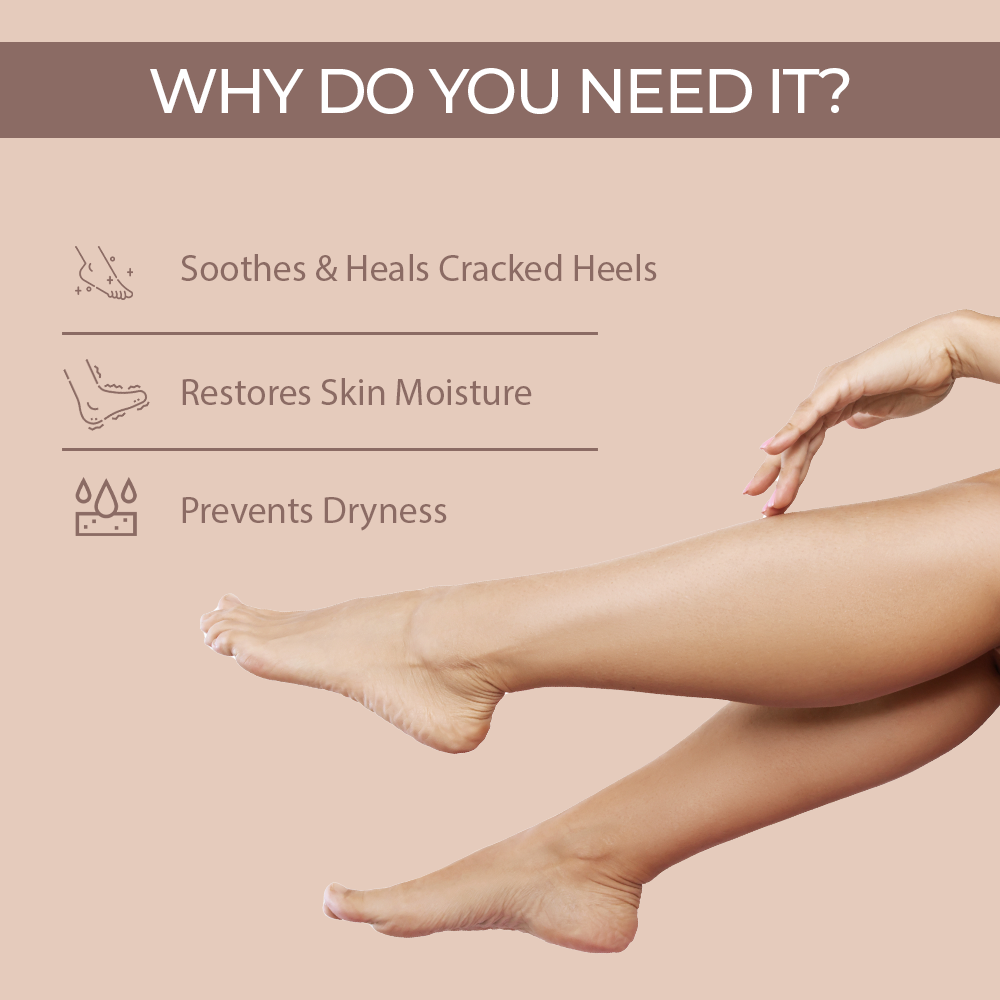 WHY DO YOU NEED IT?
Soothes & Heals Cracked Heels
Restores Skin Moisture
Prevents Dryness